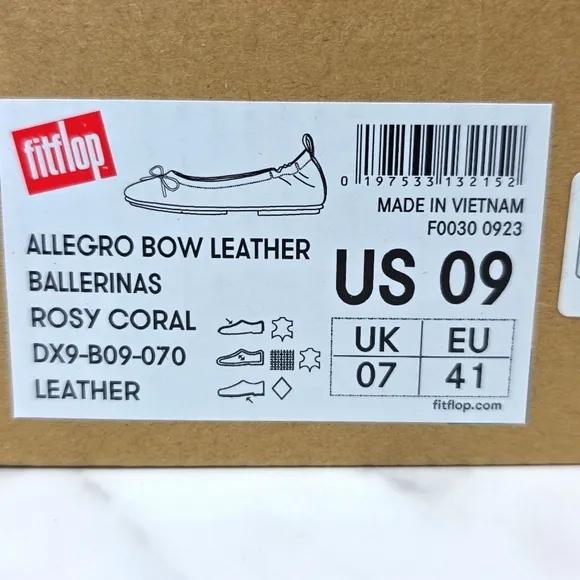 fitflop
0 197533 132152
MADE IN VIETNAM
F0030 0923
ALLEGRO BOW LEATHER
BALLERINAS
ROSY CORAL
DX9-B09-070
LEATHER
US 09
UK EU
07 41
fitflop.com